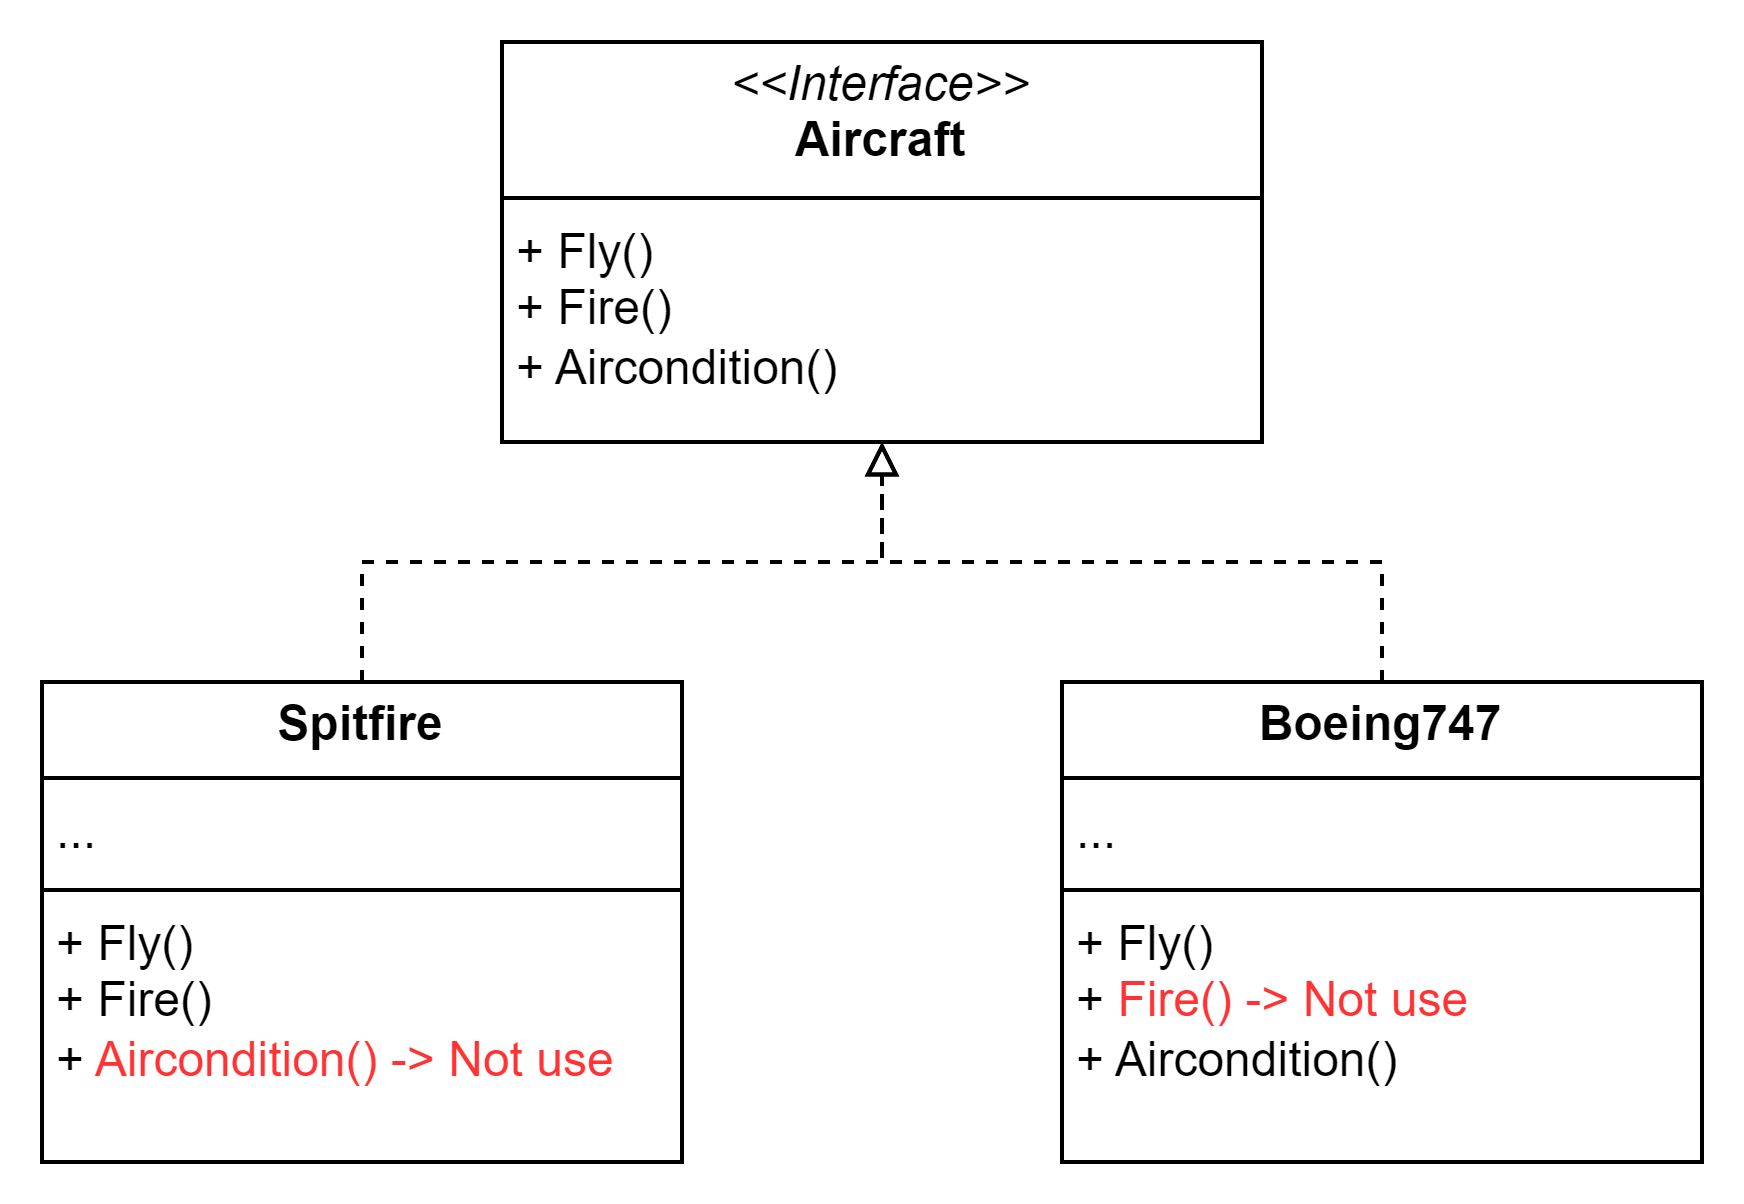 <<Interface>>
Aircraft
+ Fly()
+ Fire()
+ Aircondition()
Spitfire
...
+ Fly()
+ Fire()
+ Aircondition() -> Not use
Boeing747
...
+ Fly()
+ Fire() -> Not use
+ Aircondition()